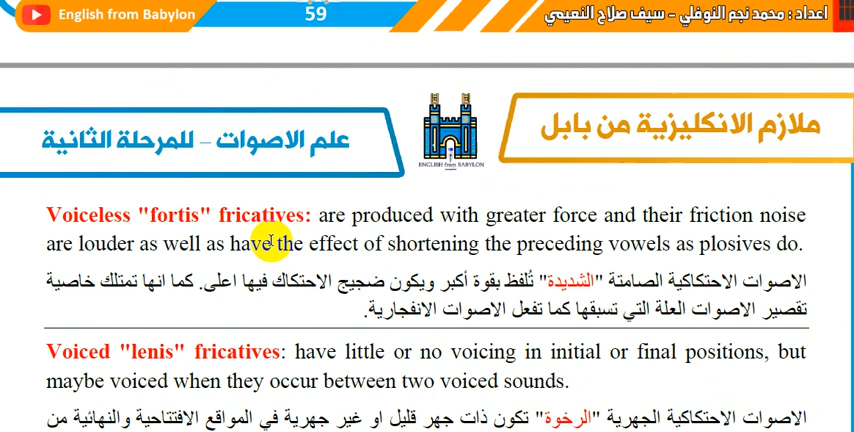 English from Babylon
59
اعداد : محمد نجم النوفلي – سيف صلاح النعيمي
ملازم الانكليزية من بابل
ENGLISH from BABYLON
علم الاصوات – للمرحلة الثانية
Voiceless "fortis" fricatives: are produced with greater force and their friction noise
are louder as well as have the effect of shortening the preceding vowels as plosives do.
الاصوات الاحتكاكية الصامتة "الشديدة" تُلفظ بقوة أكبر ويكون ضجيج الاحتكاك فيها اعلى. كما انها تمتلك خاصية
تقصير الاصوات العلة التي تسبقها كما تفعل الاصوات الانفجارية.
Voiced "lenis" fricatives: have little or no voicing in initial or final positions, but
maybe voiced when they occur between two voiced sounds.
الاصوات الاحتكاكية الجهرية "الرخوة" تكون ذات جهر قليل او غير جهرية في المواقع الافتتاحية والنهائية من